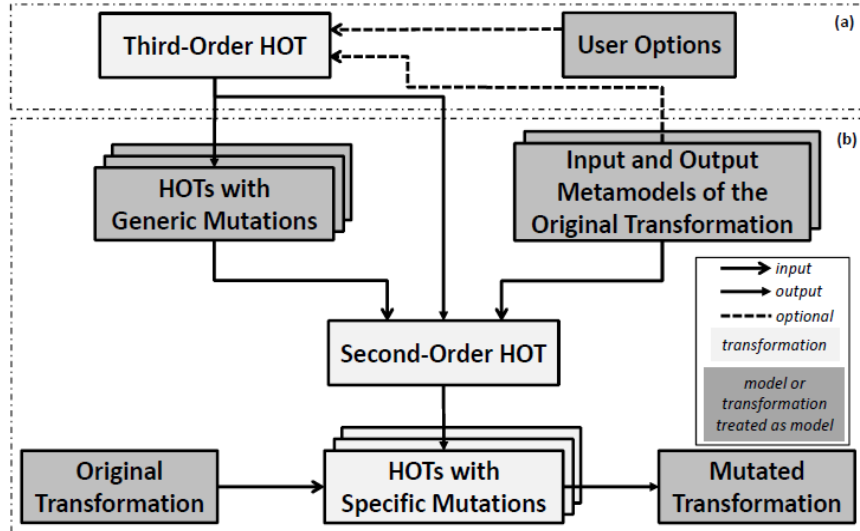 (a)
Third-Order HOT
User Options
(b)
HOTs with
Generic Mutations
Input and Output
Metamodels of the
Original Transformation
input
output
optional
transformation
model or
transformation
treated as model
Second-Order HOT
Original
Transformation
HOTs with
Specific Mutations
Mutated
Transformation